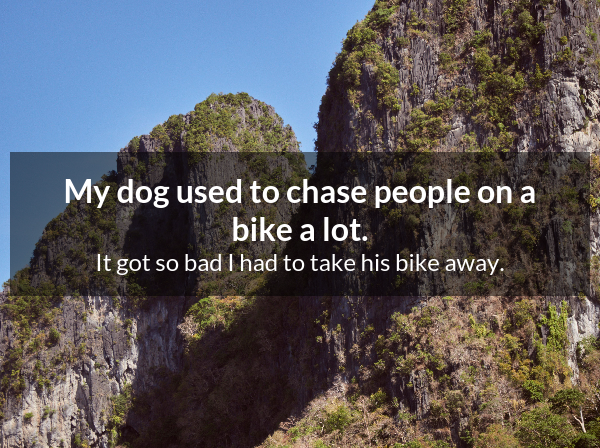 My dog used to chase people on a
bike a lot.
It got so bad I had to take his bike away.